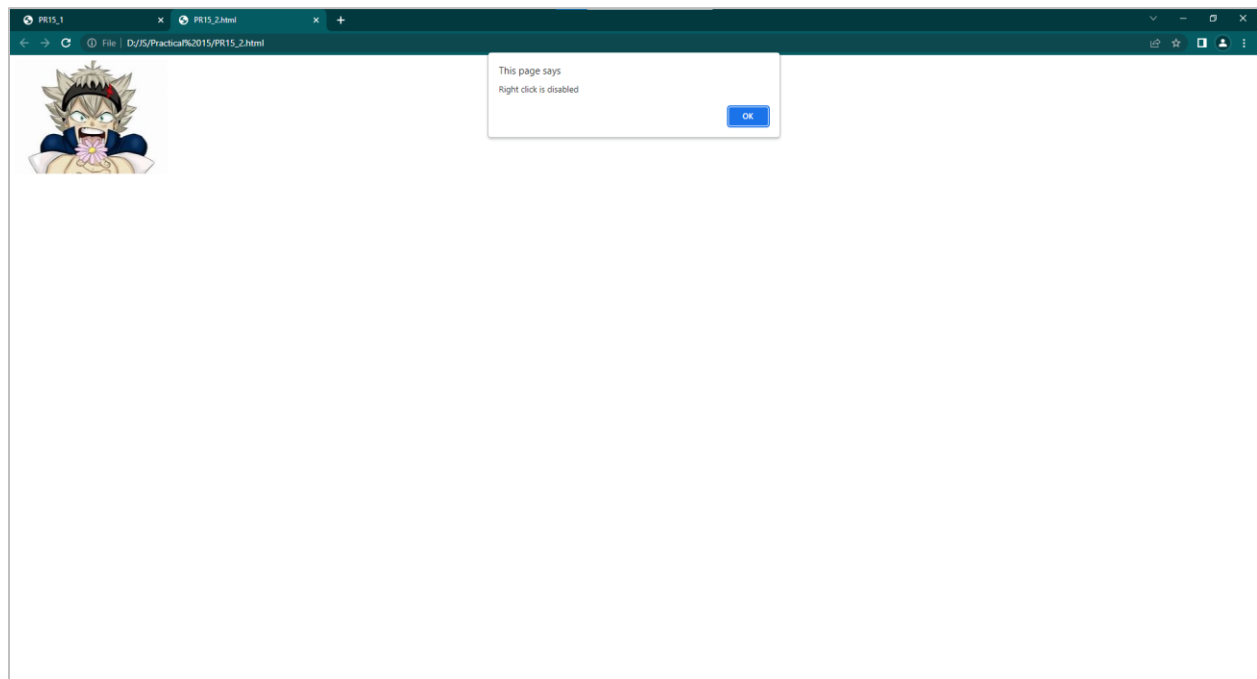 PR15_1
PR15_2.html
File | D:/JS/Practical%2015/PR15_2.html
This page says
Right click is disabled
OK